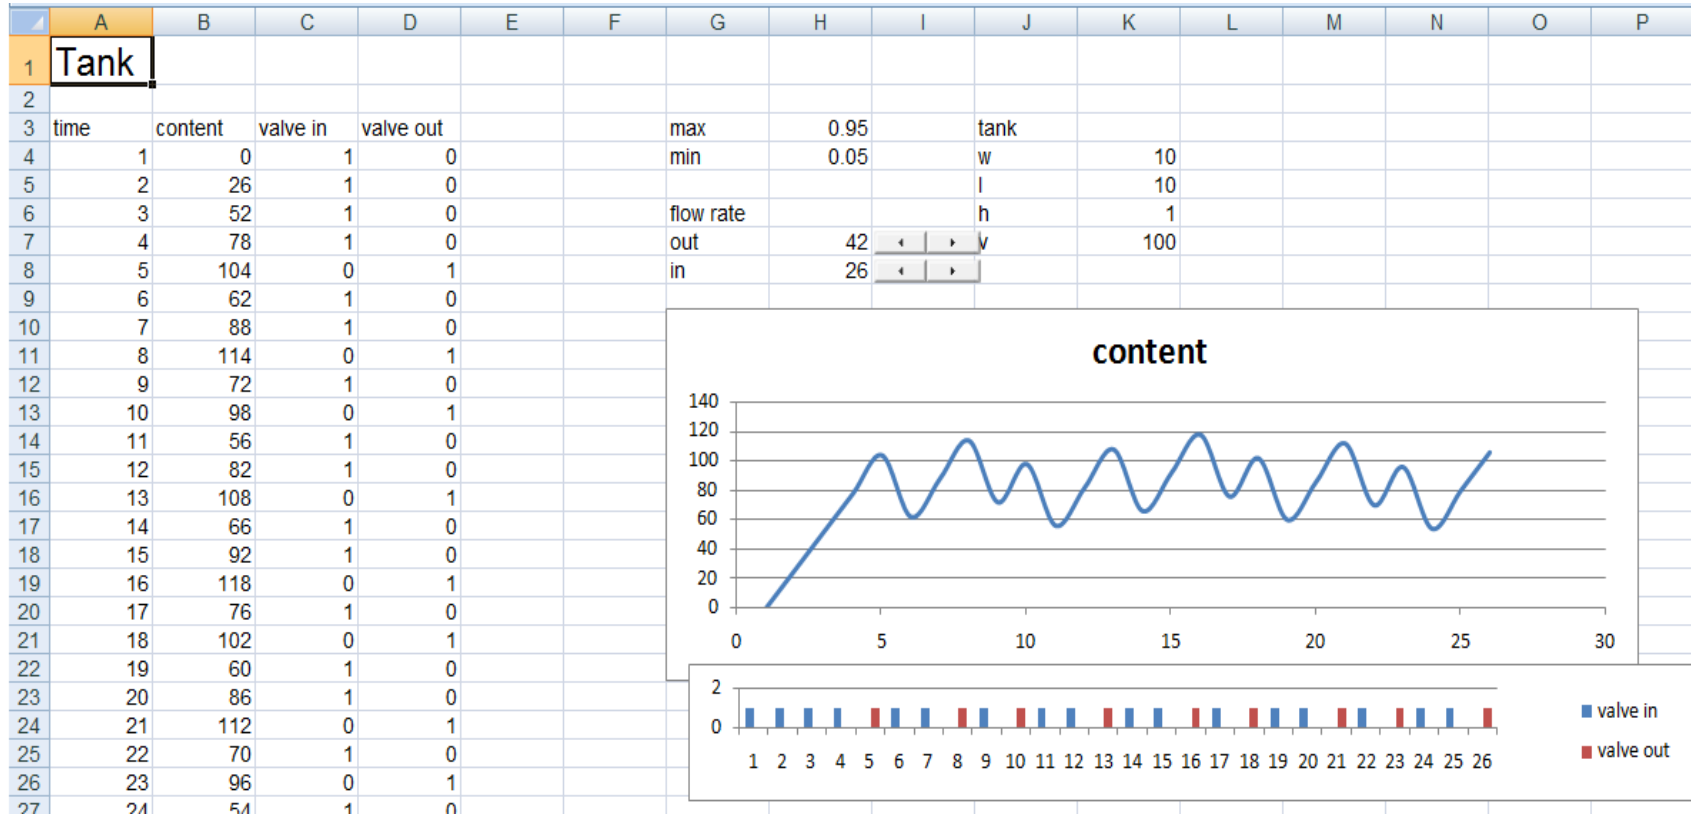 A B C D E F G H I J K L M N O P
1 Tank
2
3 time content valve in valve out max 0.95 tank
4 1 0 1 0 min 0.05 w 10
5 2 26 1 0 l 10
6 3 52 1 0 flow rate h 1
7 4 78 1 0 out 42 v 100
8 5 104 0 1 in 26
9 6 62 1 0
10 7 88 1 0
11 8 114 0 1
12 9 72 1 0
13 10 98 0 1
14 11 56 1 0
15 12 82 1 0
16 13 108 0 1
17 14 66 1 0
18 15 92 1 0
19 16 118 0 1
20 17 76 1 0
21 18 102 0 1
22 19 60 1 0
23 20 86 1 0
24 21 112 0 1
25 22 70 1 0
26 23 96 0 1
27 24 54 1 0
content
140
120
100
80
60
40
20
0
0 5 10 15 20 25 30
2
0
1 2 3 4 5 6 7 8 9 10 11 12 13 14 15 16 17 18 19 20 21 22 23 24 25 26
valve in
valve out